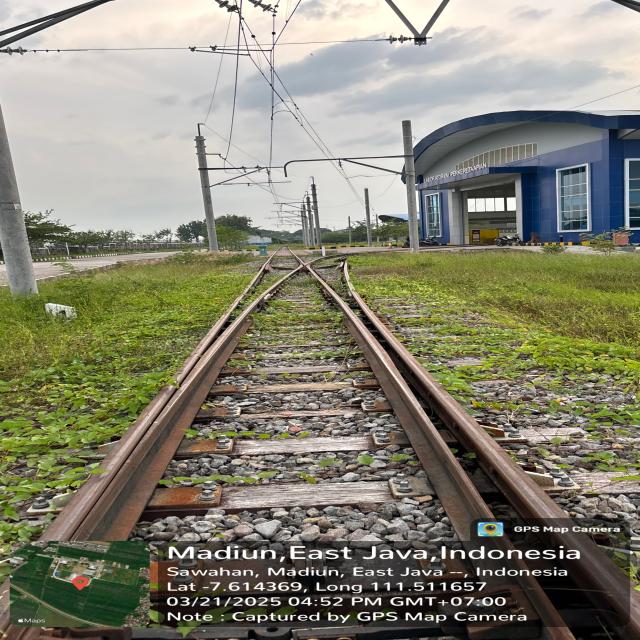 PERKERETAAPIAN
GPS Map Camera
Madiun,East Java,Indonesia
Sawahan, Madiun, East Java --, Indonesia
Lat -7.614369, Long 111.511657
03/21/2025 04:52 PM GMT+07:00
Note : Captured by GPS Map Camera
Maps